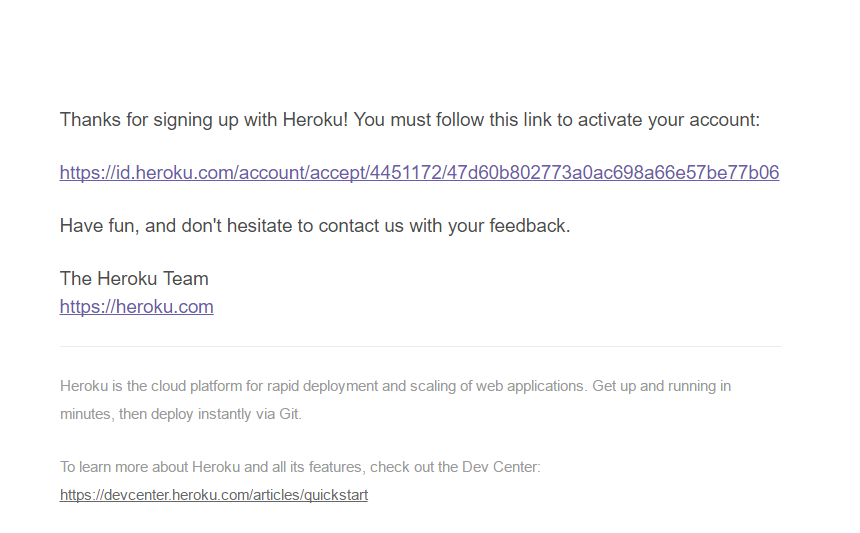 Thanks for signing up with Heroku! You must follow this link to activate your account:
https://id.heroku.com/account/accept/4451172/47d60b802773a0ac698a66e57be77b06
Have fun, and don't hesitate to contact us with your feedback.
The Heroku Team
https://heroku.com
Heroku is the cloud platform for rapid deployment and scaling of web applications. Get up and running in
minutes, then deploy instantly via Git.
To learn more about Heroku and all its features, check out the Dev Center:
https://devcenter.heroku.com/articles/quickstart